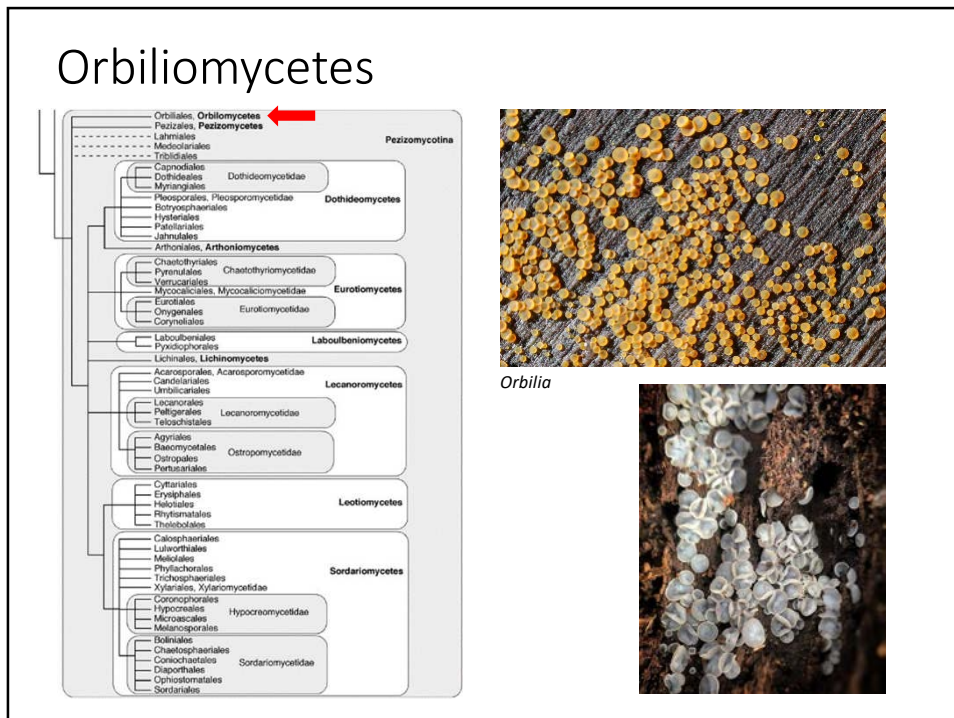 Orbiliomycetes
Orbiliales, Orbilomycetes
Pezizales, Pezizomycetes
Pezizomycotina
Lahmiales
Medeolariales
Triblidiales
Capnodiales
Dothideales
Dothideomycetidae
Myriangiales
Pleosporales, Pleosporomycetidae
Dothideomycetes
Botryosphaeriales
Hysteriales
Patellariales
Jahnulales
Arthoniales, Arthoniomycetes
Chaetothyriales
Pyrenulales
Chaetothyriomycetidae
Verrucariales
Mycocaliciales, Mycocaliciomycetidae
Eurotiomycetes
Eurotiales
Onygenales
Eurotiomycetidae
Coryneliales
Laboulbeniales
Laboulbeniomycetes
Pyxidiophorales
Lichinales, Lichinomycetes
Acarosporales, Acarosporomycetidae
Candelariales
Lecanoromycetes
Umbilicariales
Lecanorales
Peltigerales
Lecanoromycetidae
Teloschistales
Agyriales
Baeomycetales
Ostropomycetidae
Ostropales
Pertusariales
Cyttariales
Erysiphales
Helotiales
Leotiomycetes
Rhytismatales
Thelebolales
Calosphaeriales
Lulworthiales
Meliolales
Phyllachorales
Sordariomycetes
Trichosphaeriales
Xylariales, Xylariomycetidae
Coronophorales
Hypocreales
Hypocreomycetidae
Microascales
Melanosporales
Boliniales
Chaetosphaeriales
Coniochaetales
Sordariomycetidae
Diaporthales
Ophiostomatales
Sordariales
Orbilia